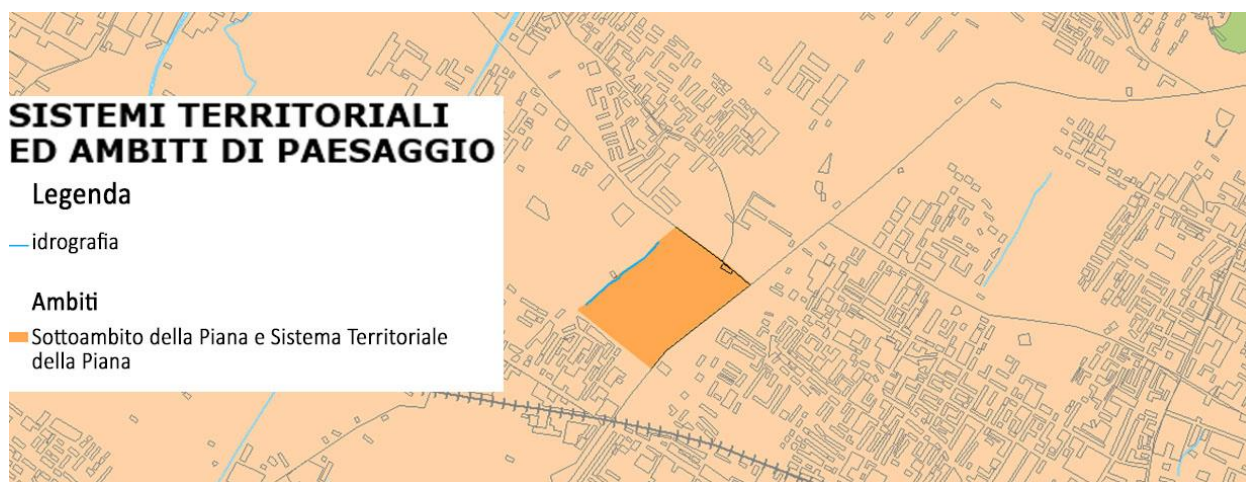 SISTEMI TERRITORIALI
ED AMBITI DI PAESAGGIO
Legenda
idrografia
Ambiti
Sottoambito della Piana e Sistema Territoriale
della Piana